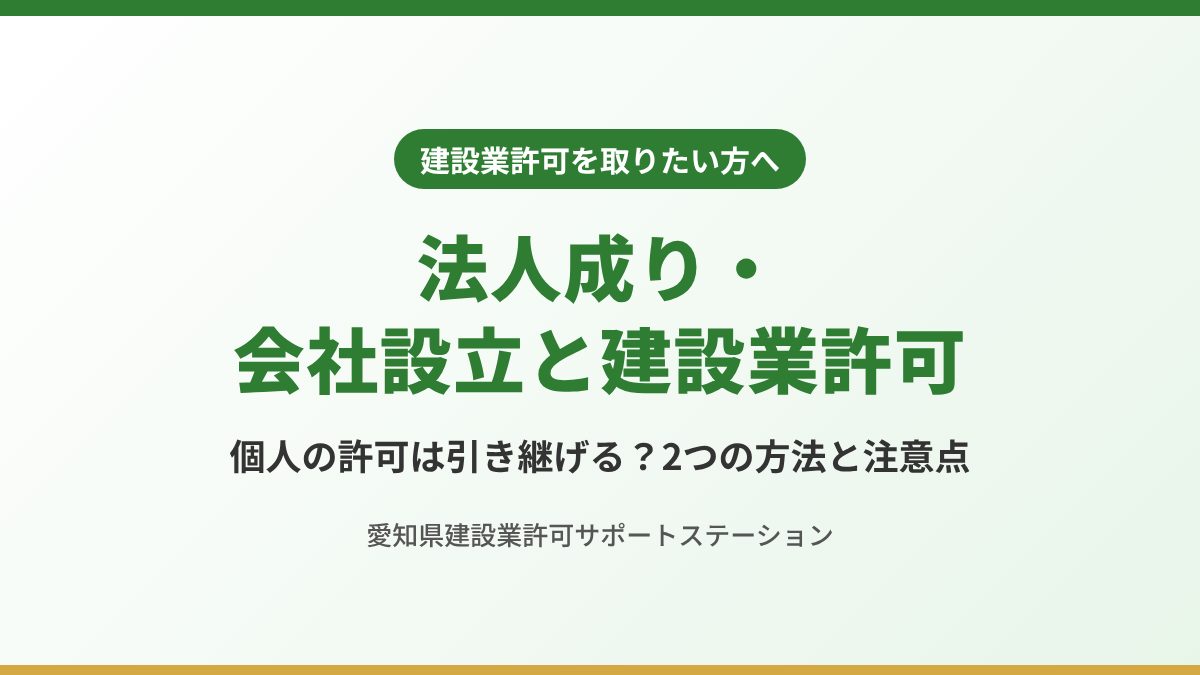 建設業許可を取りたい方へ
法人成り・
会社設立と建設業許可
個人の許可は引き継げる？2つの方法と注意点
愛知県建設業許可サポートステーション